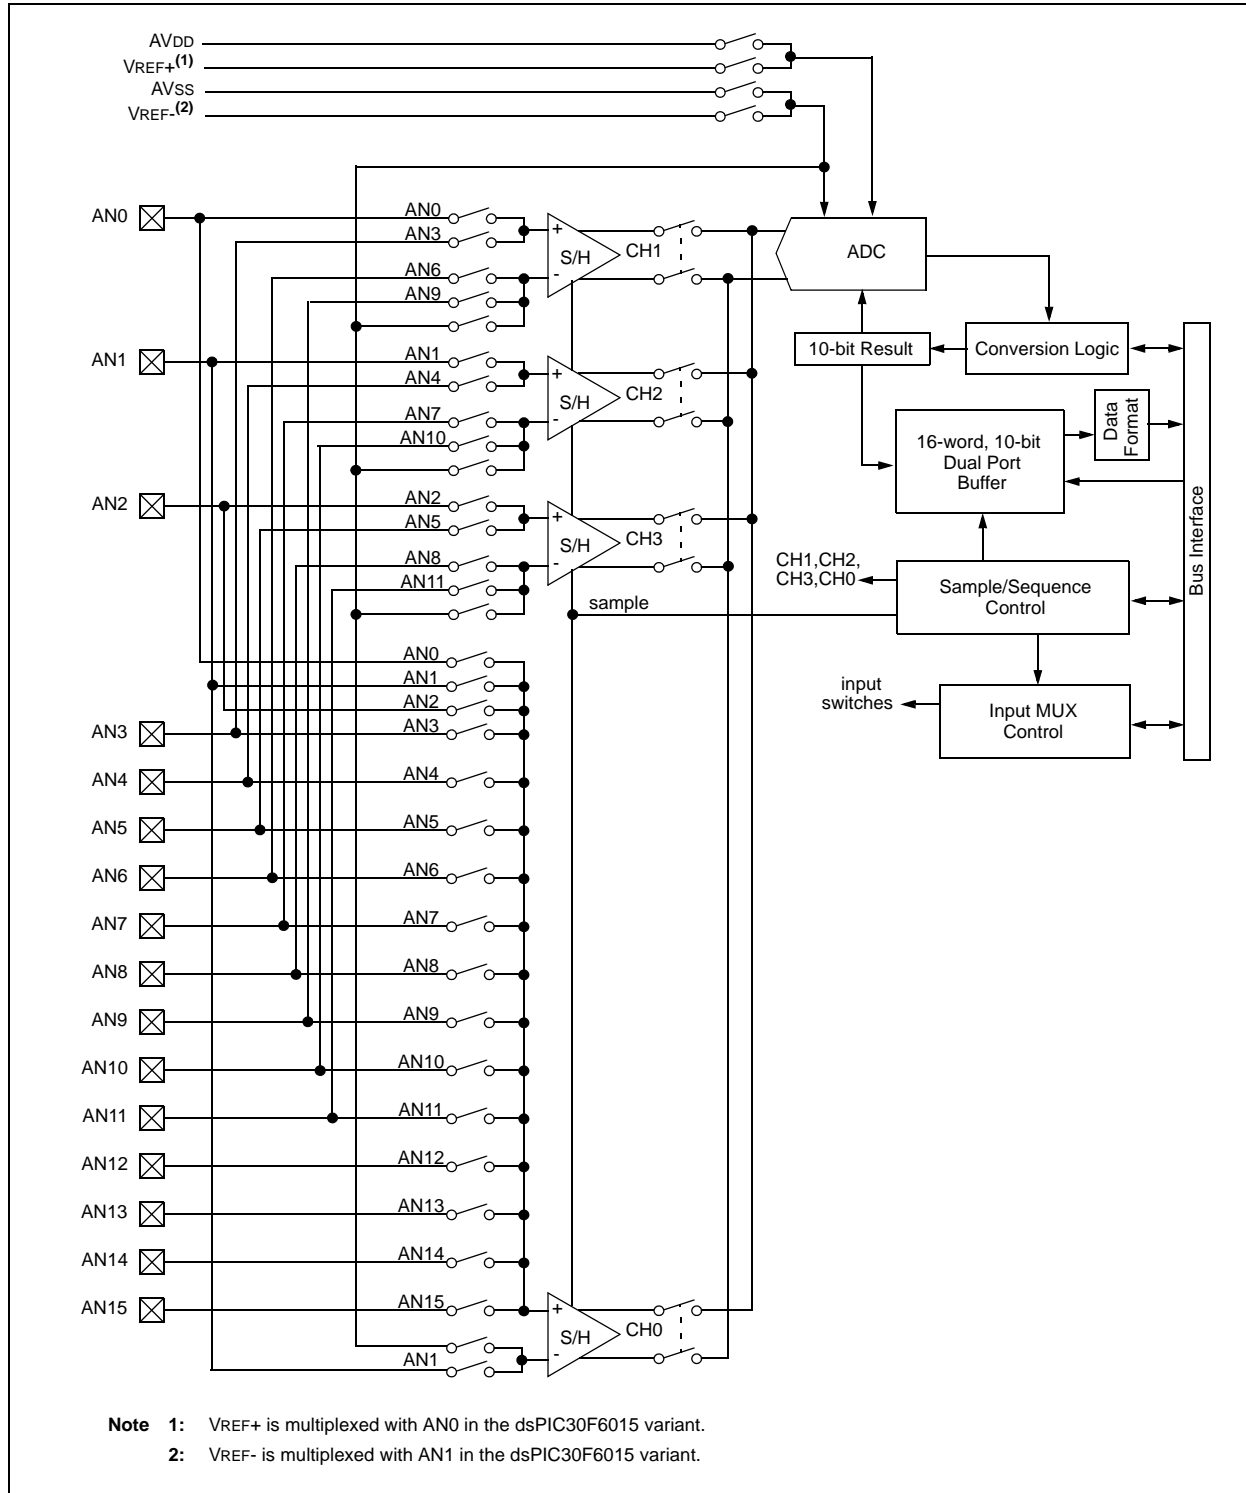 AVDD
VREF+(1)
AVSS
VREF-(2)
AN0
AN0
AN3
AN6
AN9
+
-
S/H
CH1
ADC
10-bit Result
Conversion Logic
AN1
AN1
AN4
AN7
AN10
+
-
S/H
CH2
16-word, 10-bit
Dual Port
Buffer
Data
Format
Bus Interface
AN2
AN2
AN5
AN8
AN11
+
-
S/H
CH3
CH1,CH2,
CH3,CH0
Sample/Sequence
Control
sample
input
switches
Input MUX
Control
AN0
AN1
AN2
AN3
AN3
AN4
AN4
AN5
AN5
AN6
AN6
AN7
AN7
AN8
AN8
AN9
AN9
AN10
AN10
AN11
AN11
AN12
AN12
AN13
AN13
AN14
AN14
AN15
AN15
+
-
S/H
CH0
AN1
Note 1: VREF+ is multiplexed with AN0 in the dsPIC30F6015 variant.
2: VREF- is multiplexed with AN1 in the dsPIC30F6015 variant.